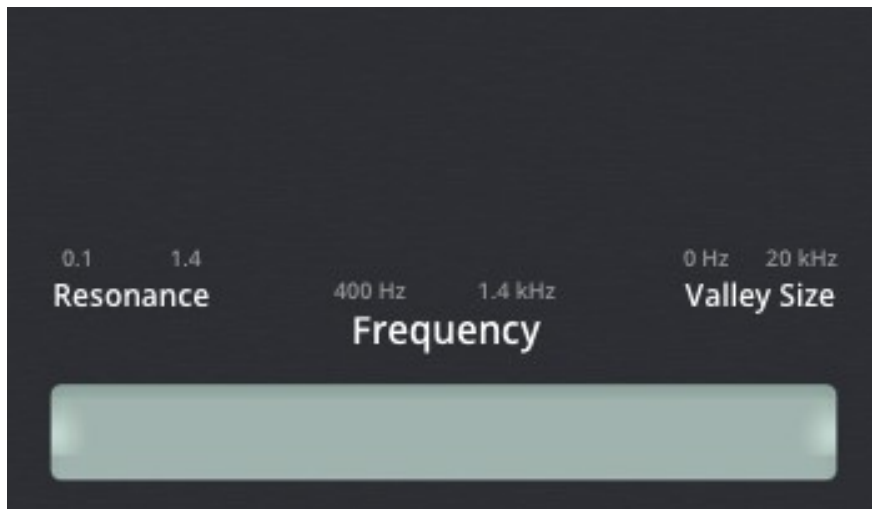 0.1 1.4
Resonance
400 Hz 1.4 kHz
Frequency
0 Hz 20 kHz
Valley Size